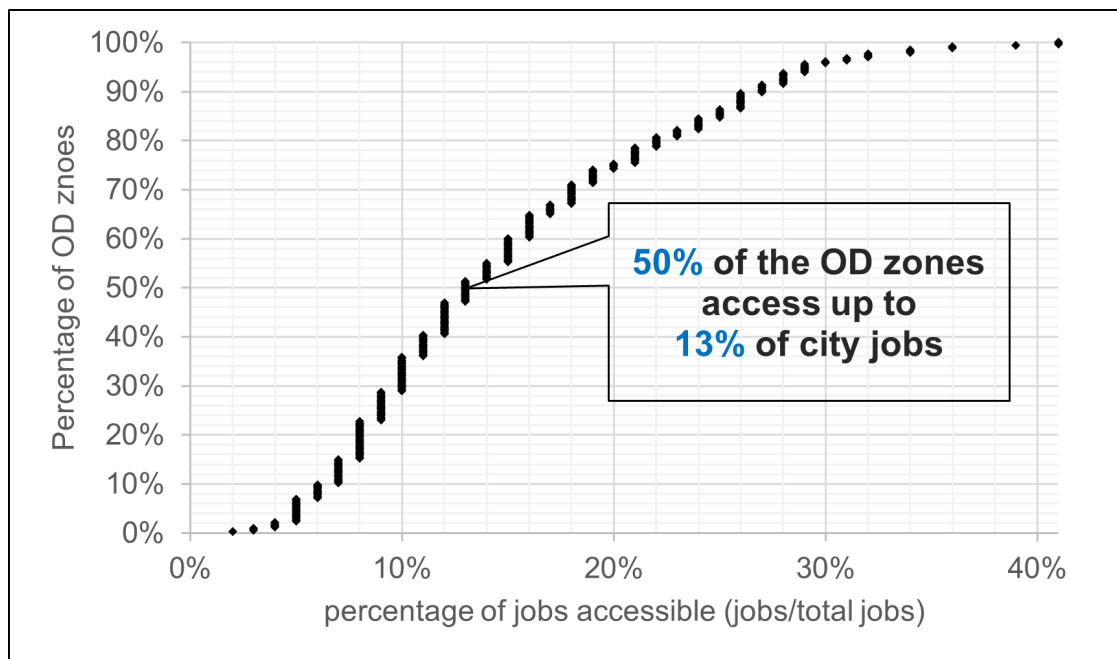 100%
90%
80%
70%
60%
50%
40%
30%
20%
10%
0%
Percentage of OD znoes
50% of the OD zones
access up to
13% of city jobs
0% 10% 20% 30% 40%
percentage of jobs accessible (jobs/total jobs)